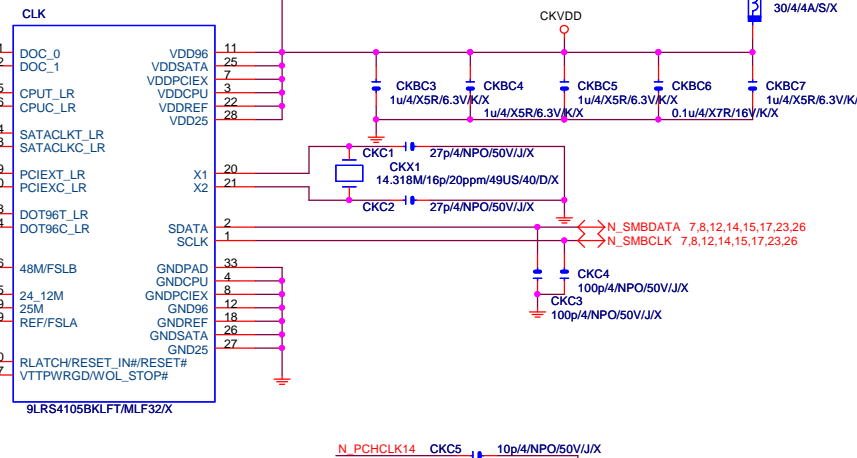 30/4/4A/S/X
CLK
CKVDD
DOC_0
DOC_1
CPUT_LR
CPUC_LR
SATACLKT_LR
SATACLKC_LR
PCIEXT_LR
PCIEXC_LR
DOT96T_LR
DOT96C_LR
48M/FSLB
24_12M
25M
REF/FSLA
RLATCH/RESET_IN#/RESET#
VTTPWRGD/WOL_STOP#
VDD96 11
VDDSATA 25
VDDPCIEX 7
VDDCPU 3
VDDREF 22
VDD25 28
X1 20
X2 21
SDATA 2
SCLK 1
GNDPAD 33
GNDCPU 4
GNDPCIEX 8
GND96 12
GNDREF 18
GNDSATA 26
GND25 27
9LRS4105BKLFT/MLF32/X
CKBC3
1u/4/X5R/6.3V/K/X
CKBC4
1u/4/X5R/6.3V/K/X
CKBC5
1u/4/X5R/6.3V/K/X
CKBC6
0.1u/4/X7R/16V/K/X
CKBC7
1u/4/X5R/6.3V/K/
CKC1 27p/4/NPO/50V/J/X
CKX1
14.318M/16p/20ppm/49US/40/D/X
CKC2 27p/4/NPO/50V/J/X
N_SMBDATA 7,8,12,14,15,17,23,26
N_SMBCLK 7,8,12,14,15,17,23,26
CKC4
100p/4/NPO/50V/J/X
CKC3
100p/4/NPO/50V/J/X
N_PCHCLK14 CKC5 10p/4/NPO/50V/J/X